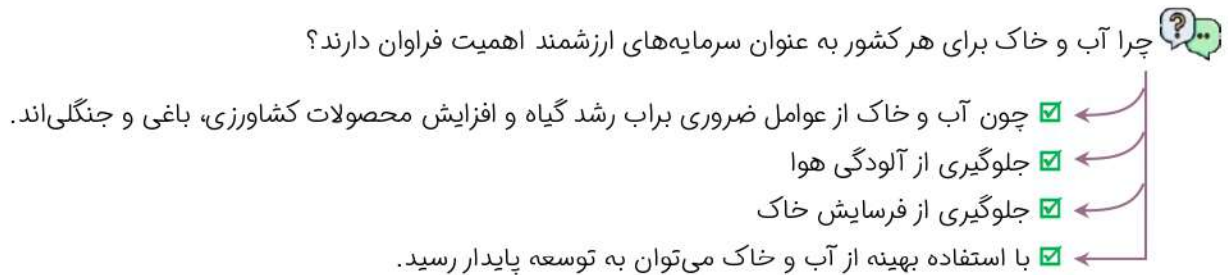 چرا آب و خاک برای هر کشور به عنوان سرمایه‌های ارزشمند اهمیت فراوان دارند؟
چون آب و خاک از عوامل ضروری براب رشد گیاه و افزایش محصولات کشاورزی، باغی و جنگلی‌اند.
جلوگیری از آلودگی هوا
جلوگیری از فرسایش خاک
با استفاده بهینه از آب و خاک می‌توان به توسعه پایدار رسید.